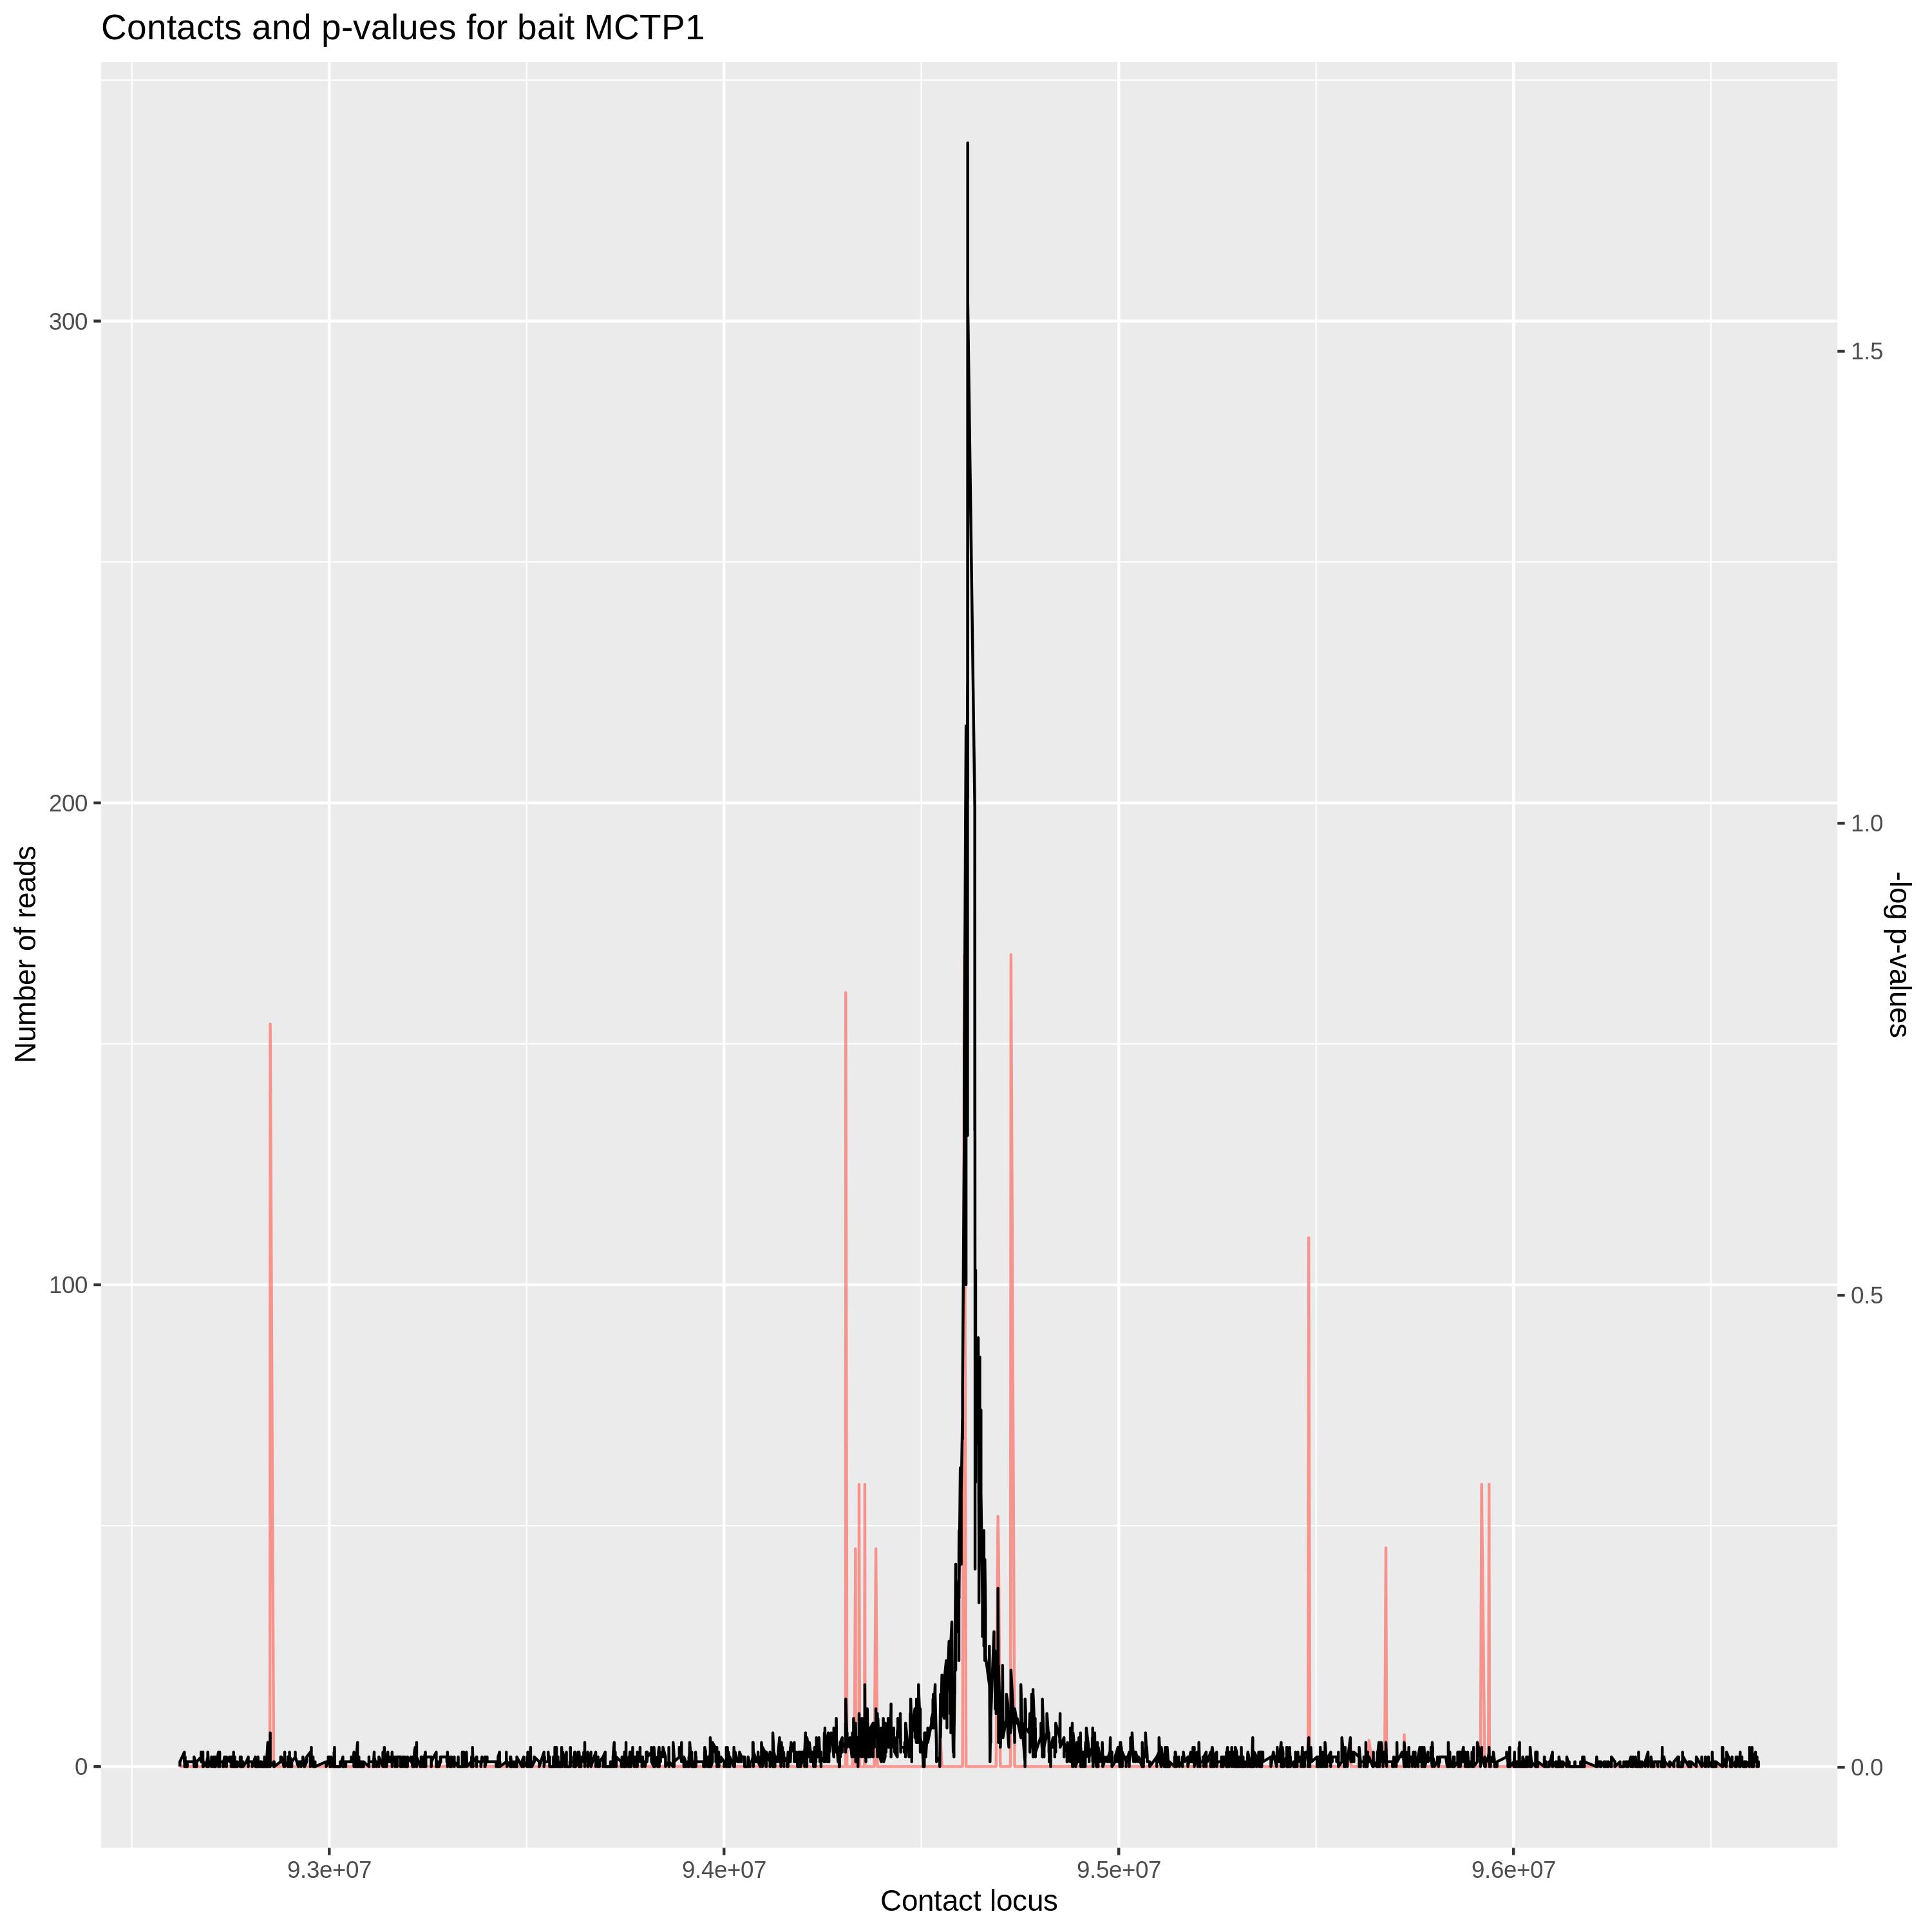 Contacts and p-values for bait MCTP1
300
200
100
0
Number of reads
1.5
1.0
0.5
0.0
-log p-values
9.3e+07
9.4e+07
9.5e+07
9.6e+07
Contact locus